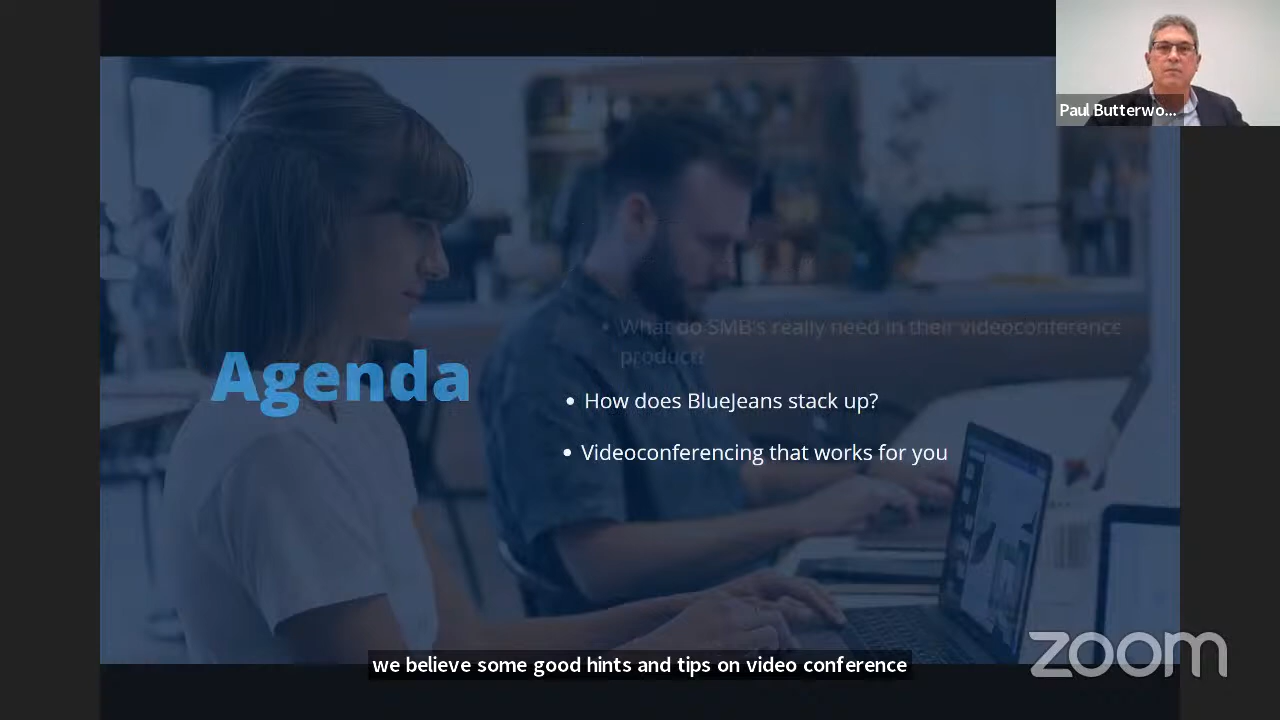 Paul Butterwo...
What do SMB's really need in their videoconference
product?
Agenda
• How does BlueJeans stack up?
• Videoconferencing that works for you
we believe some good hints and tips on video conference
zoom